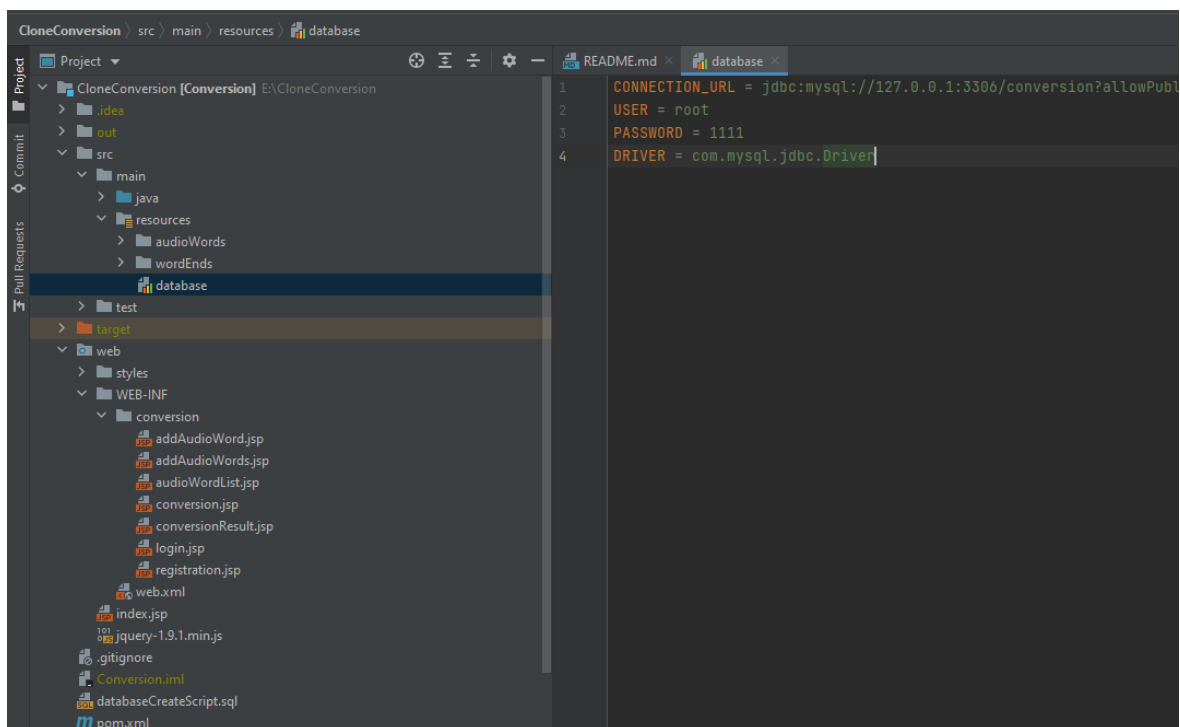 CloneConversion 〉 src 〉 main 〉 resources 〉 database
Project
Commit
Pull Requests
Project
CloneConversion [Conversion] E:\CloneConversion
.idea
out
src
main
java
resources
audioWords
wordEnds
database
test
target
web
styles
WEB-INF
conversion
addAudioWord.jsp
addAudioWords.jsp
audioWordList.jsp
conversion.jsp
conversionResult.jsp
login.jsp
registration.jsp
web.xml
index.jsp
jquery-1.9.1.min.js
.gitignore
Conversion.iml
databaseCreateScript.sql
pom.xml
README.md
database
1 CONNECTION_URL = jdbc:mysql://127.0.0.1:3306/conversion?allowPubl
2 USER = root
3 PASSWORD = 1111
4 DRIVER = com.mysql.jdbc.Driver